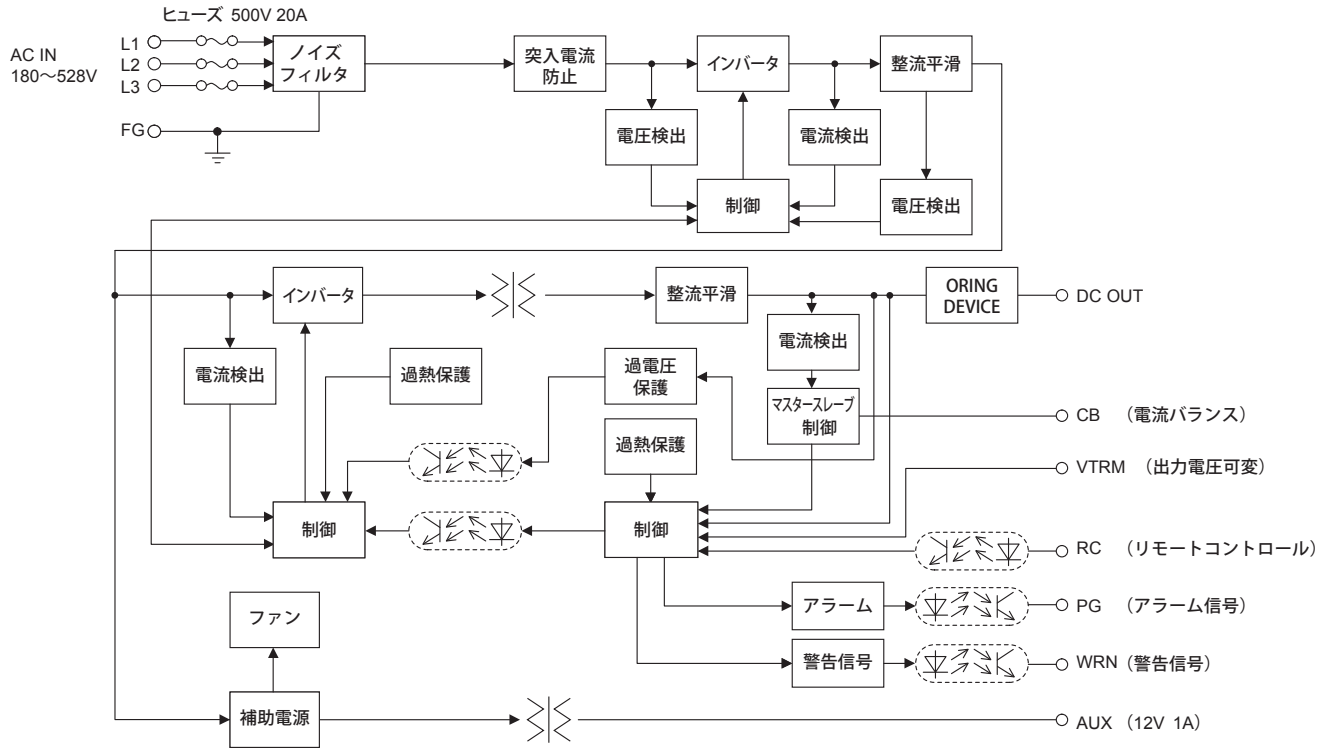 ヒューズ 500V 20A
AC IN
180～528V
L1
L2
L3
FG
ノイズ
フィルタ
突入電流
防止
インバータ
整流平滑
電圧検出
電流検出
制御
電圧検出
インバータ
整流平滑
ORING
DEVICE
DC OUT
電流検出
過熱保護
過電圧
保護
電流検出
マスタースレーブ
制御
CB （電流バランス）
過熱保護
VTRM （出力電圧可変）
制御
制御
RC （リモートコントロール）
アラーム
PG （アラーム信号）
ファン
警告信号
WRN （警告信号）
補助電源
AUX （12V 1A）